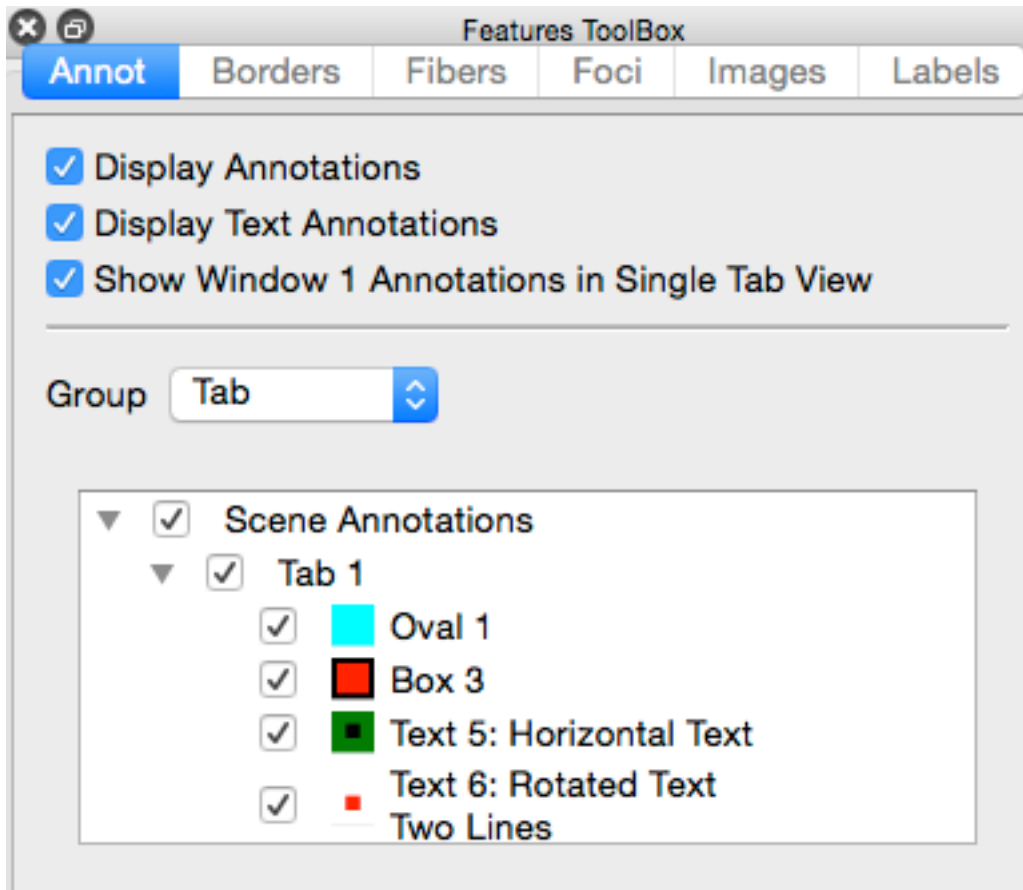 Features ToolBox
Annot Borders Fibers Foci Images Labels
Display Annotations
Display Text Annotations
Show Window 1 Annotations in Single Tab View
Group Tab
Scene Annotations
Tab 1
Oval 1
Box 3
Text 5: Horizontal Text
Text 6: Rotated Text
Two Lines